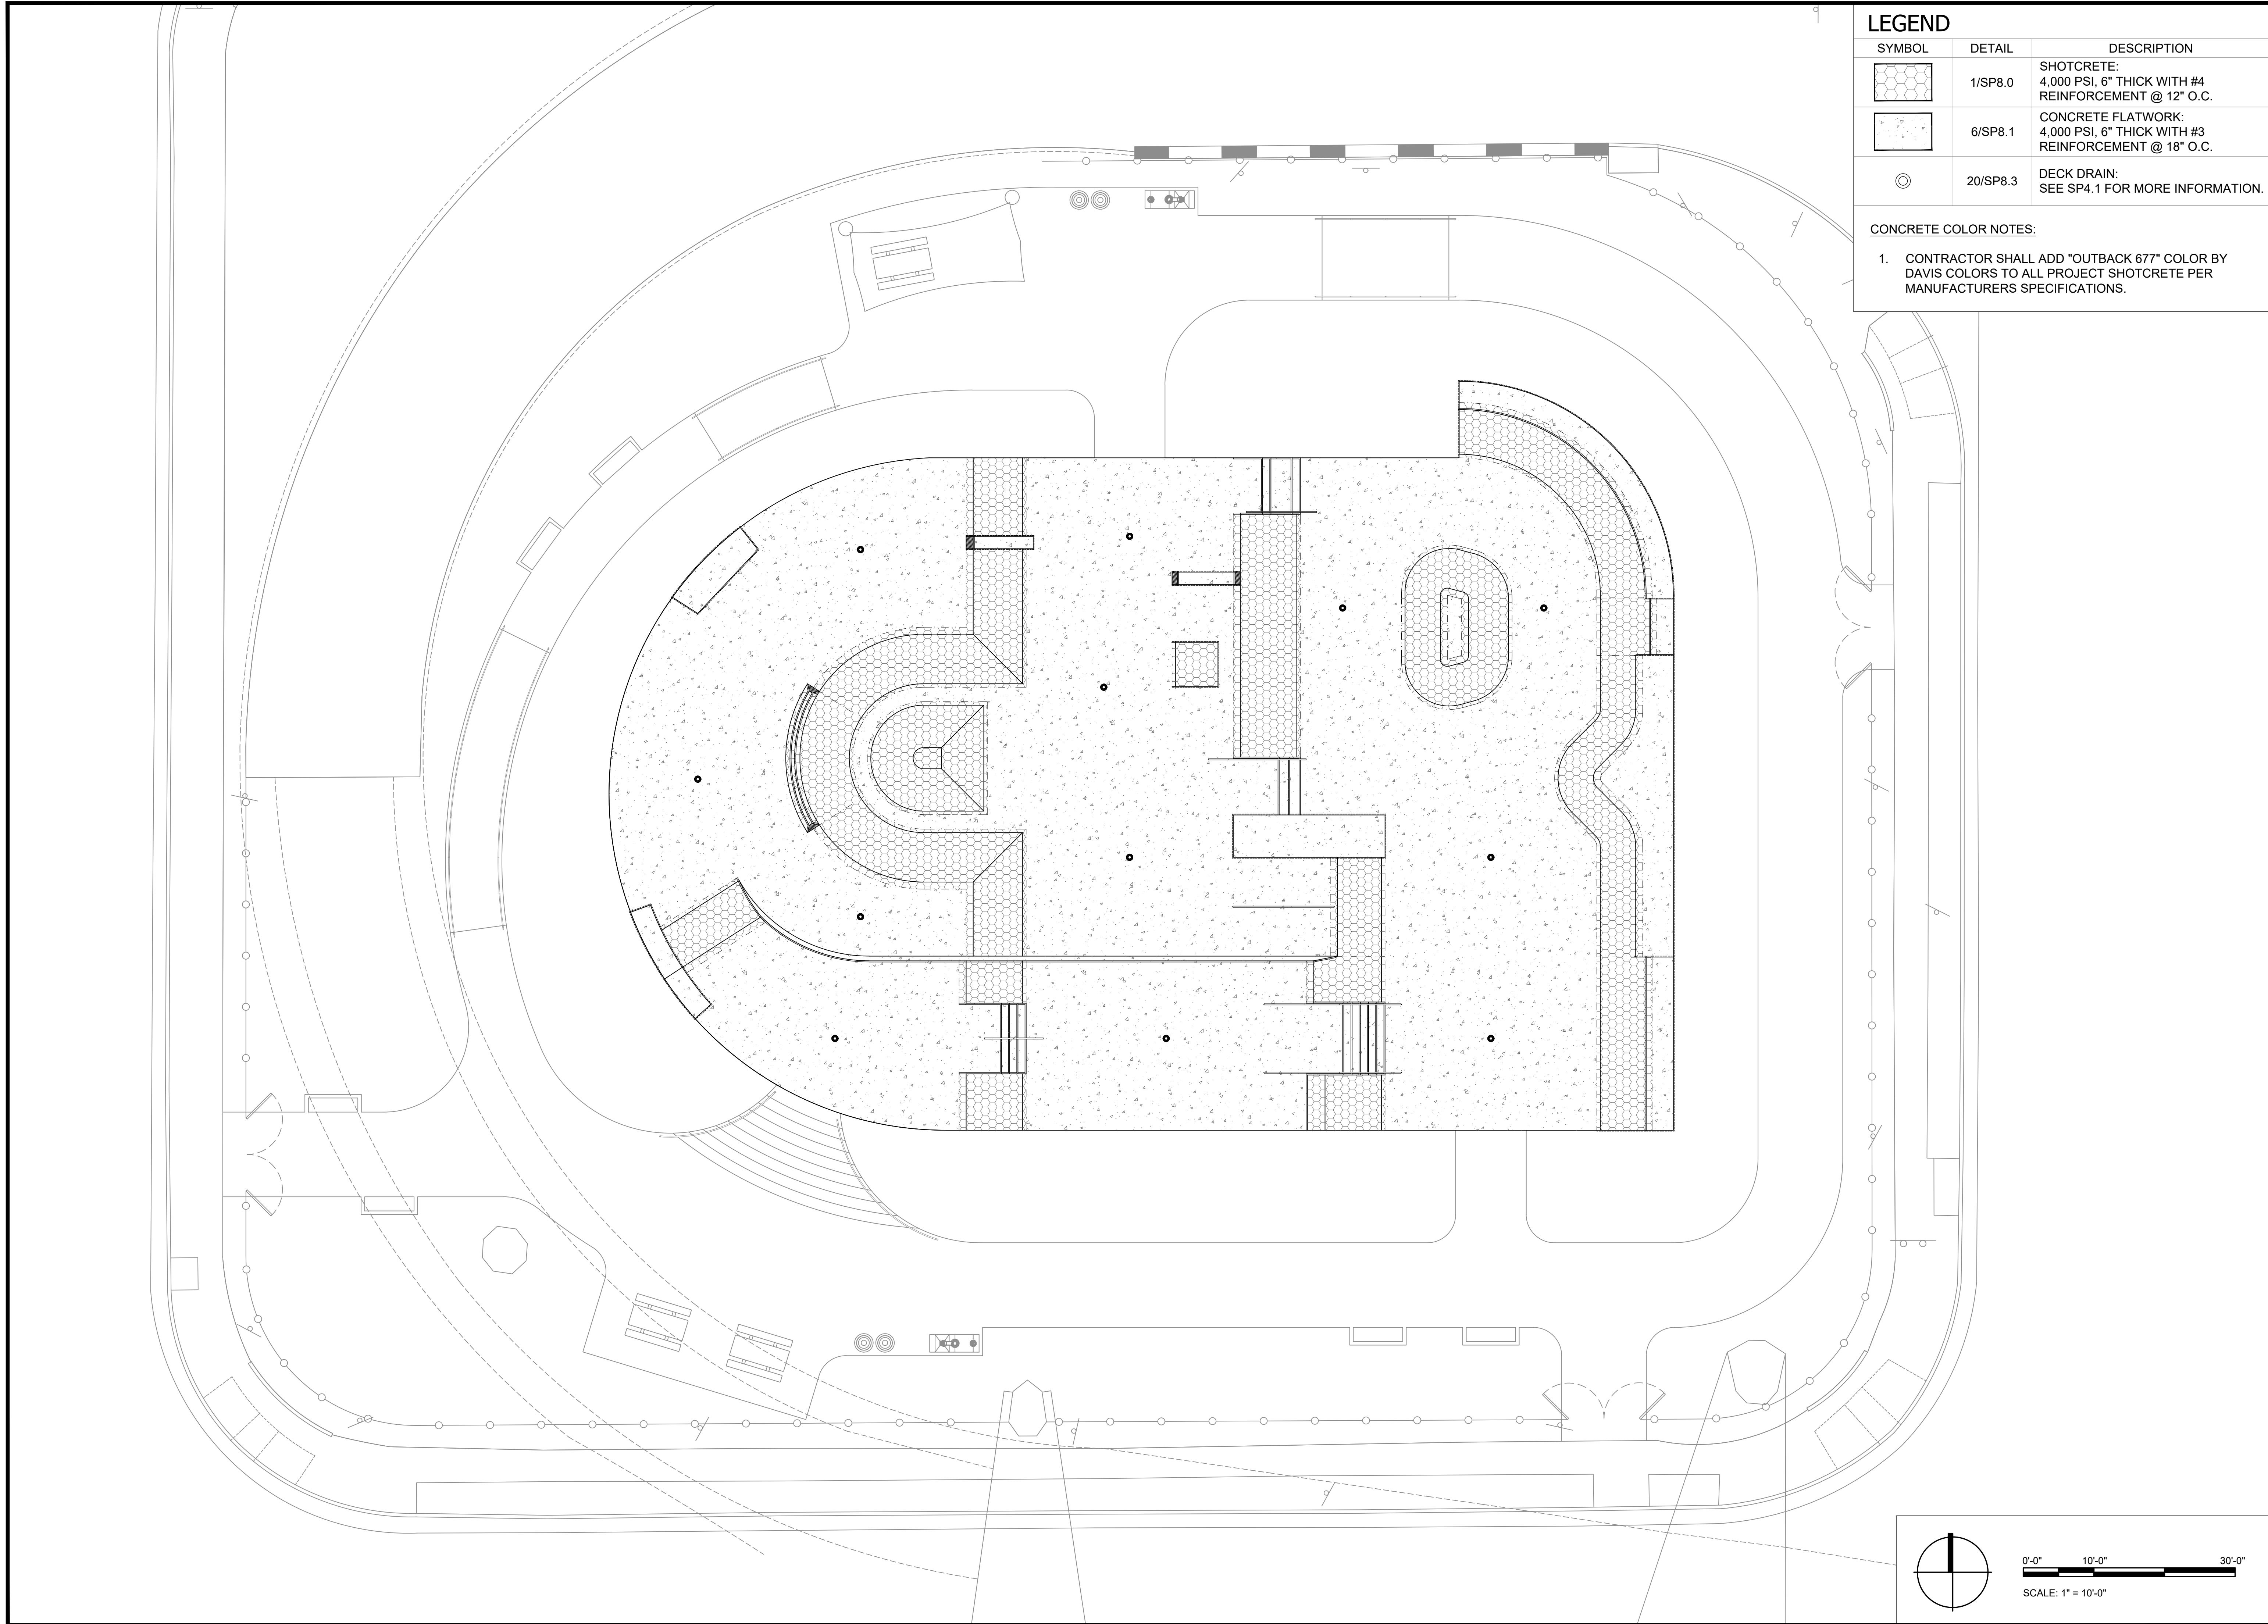 LEGEND
SYMBOL DETAIL DESCRIPTION
1/SP8.0
SHOTCRETE:
4,000 PSI, 6" THICK WITH #4
REINFORCEMENT @ 12" O.C.
6/SP8.1
CONCRETE FLATWORK:
4,000 PSI, 6" THICK WITH #3
REINFORCEMENT @ 18" O.C.
20/SP8.3
DECK DRAIN:
SEE SP4.1 FOR MORE INFORMATION.
CONCRETE COLOR NOTES:
1. CONTRACTOR SHALL ADD "OUTBACK 677" COLOR BY
DAVIS COLORS TO ALL PROJECT SHOTCRETE PER
MANUFACTURERS SPECIFICATIONS.
0'-0" 10'-0" 30'-0"
SCALE: 1" = 10'-0"